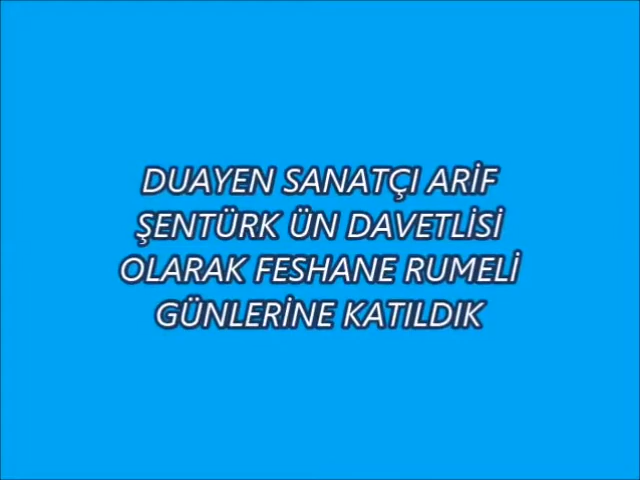 DUAYEN SANATÇI ARİF
ŞENTÜRK ÜN DAVETLİSİ
OLARAK FESHANE RUMELİ
GÜNLERİNE KATILDIK